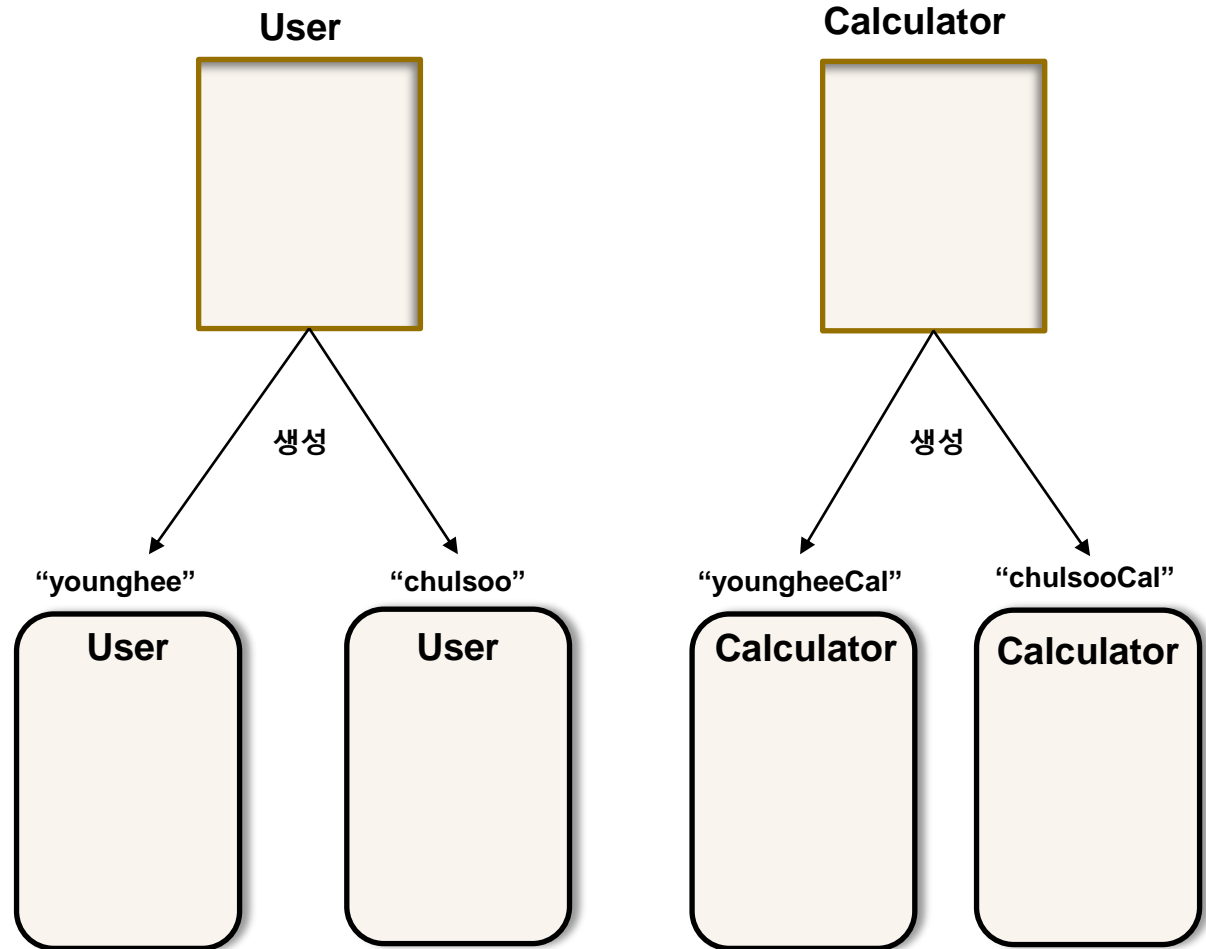 User
Calculator
생성
생성
“younghee”
“chulsoo”
“youngheeCal”
“chulsooCal”
User
User
Calculator
Calculator